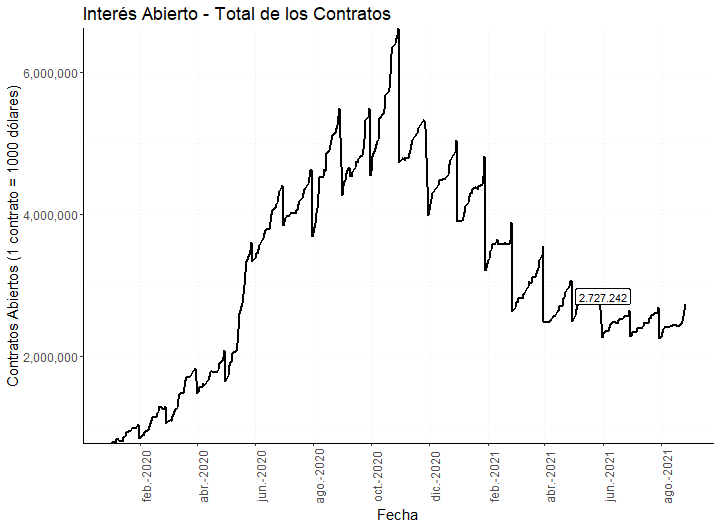 Interés Abierto - Total de los Contratos
Contratos Abiertos (1 contrato = 1000 dólares)
6,000,000
4,000,000
2,000,000
2.727.242
feb.-2020
abr.-2020
jun.-2020
ago.-2020
oct.-2020
dic.-2020
feb.-2021
abr.-2021
jun.-2021
ago.-2021
Fecha